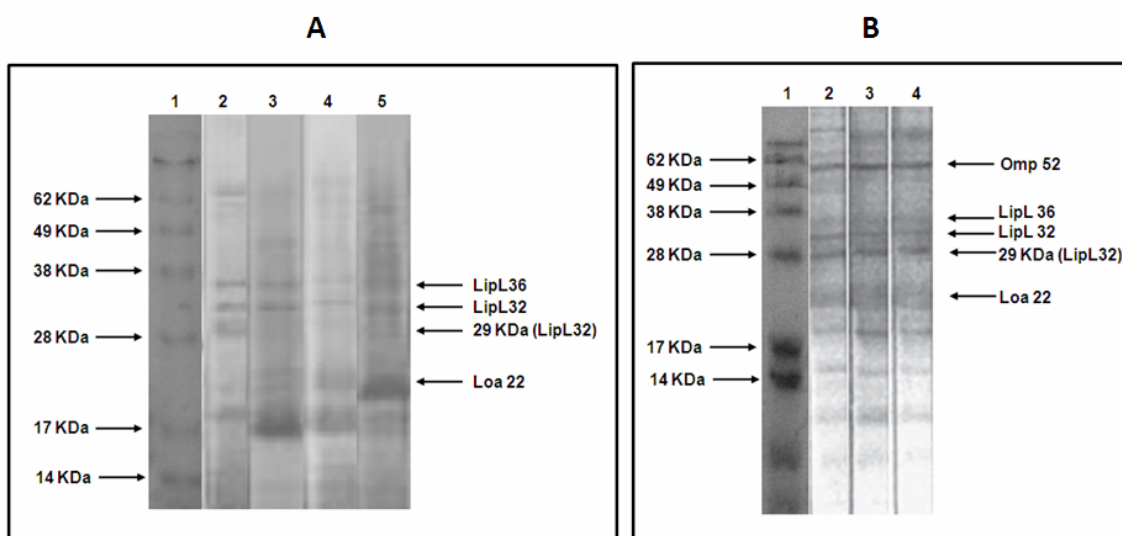 A
1 2 3 4 5
62 KDa
49 KDa
38 KDa
28 KDa
17 KDa
14 KDa
LipL36
LipL32
29 KDa (LipL32)
Loa 22
B
1 2 3 4
62 KDa
49 KDa
38 KDa
28 KDa
17 KDa
14 KDa
Omp 52
LipL 36
LipL 32
29 KDa (LipL32)
Loa 22